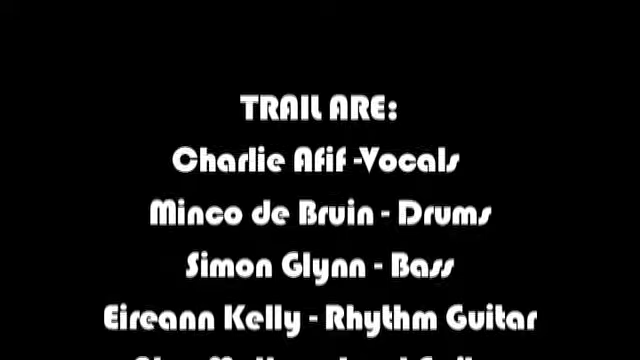 TRAIL ARE:
Charlie Afif -Vocals
Minco de Bruin - Drums
Simon Glynn - Bass
Eireann Kelly - Rhythm Guitar